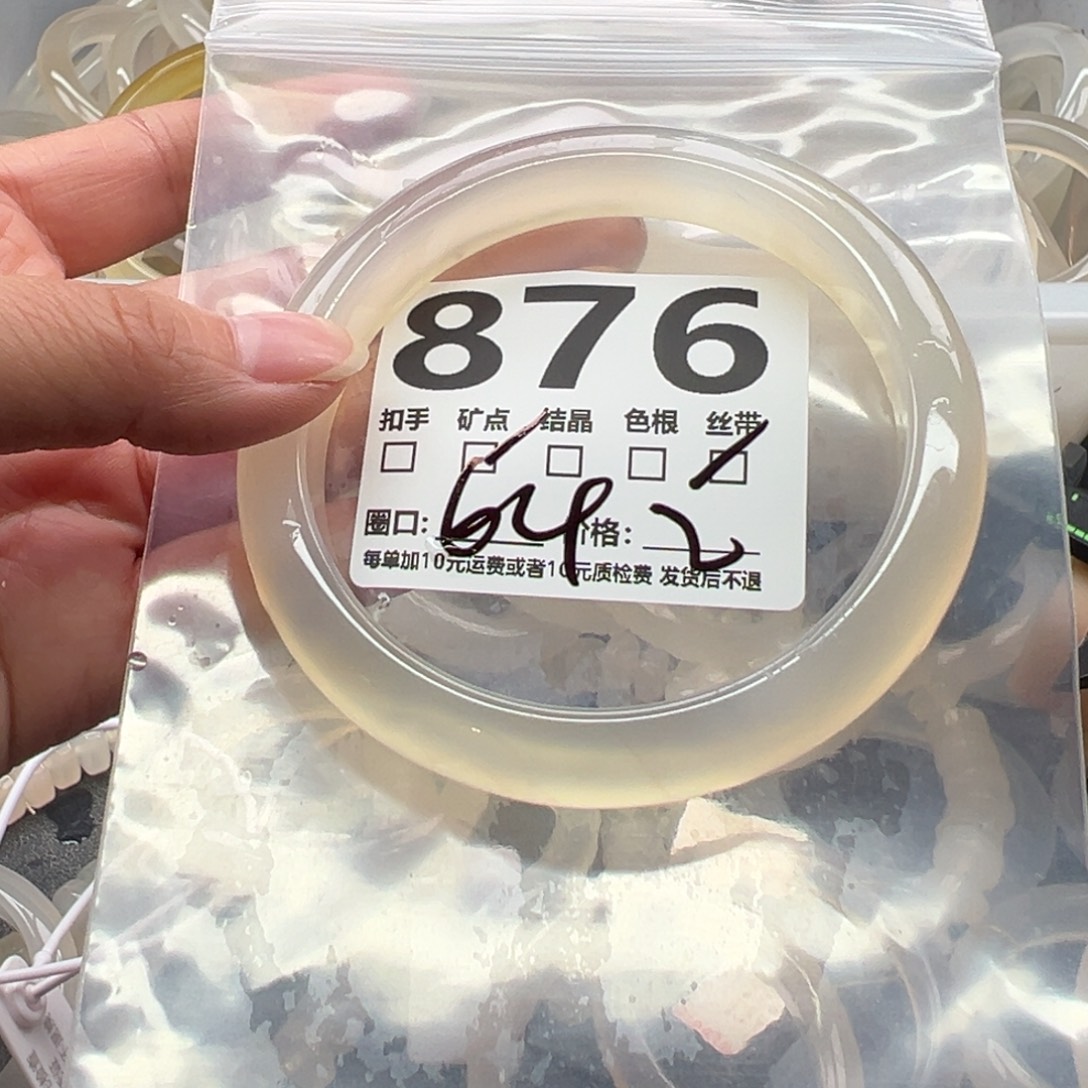 876
扣手 矿点 结晶 色根 丝带
圈口: 64 价格: 2
每单加10元运费或者10元质检费 发货后不退